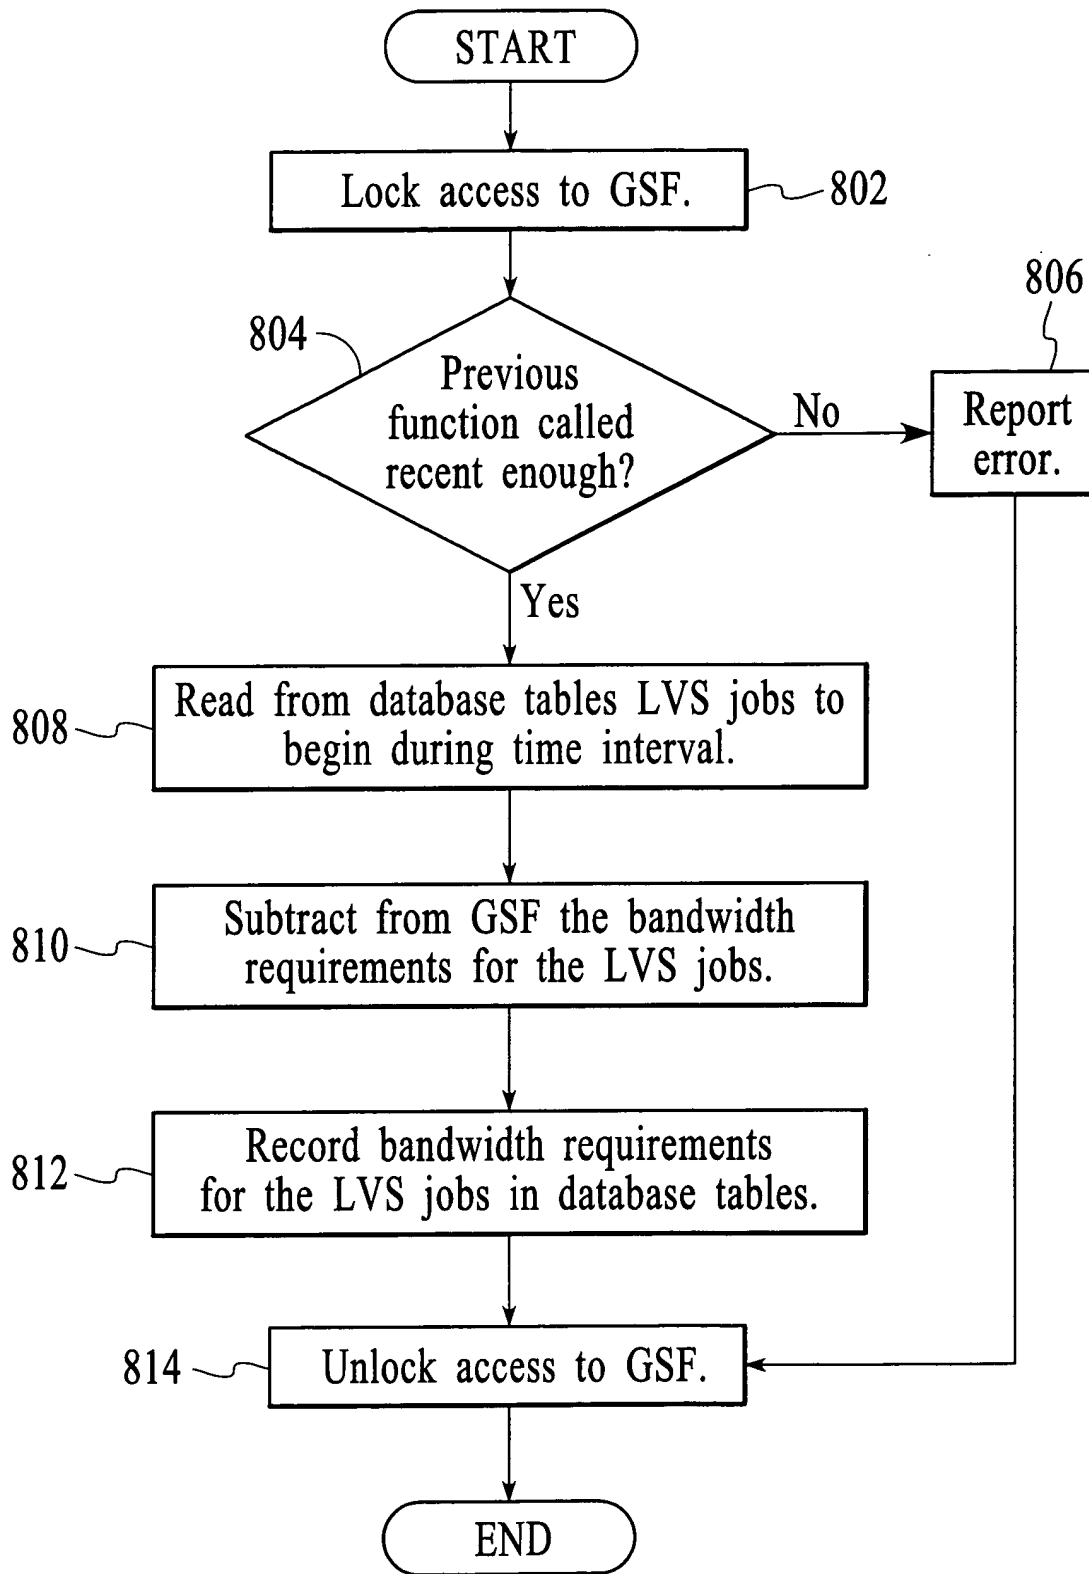 START
Lock access to GSF.
802
806
804
Previous
function called
recent enough?
No
Report
error.
Yes
808
Read from database tables LVS jobs to
begin during time interval.
810
Subtract from GSF the bandwidth
requirements for the LVS jobs.
812
Record bandwidth requirements
for the LVS jobs in database tables.
814
Unlock access to GSF.
END